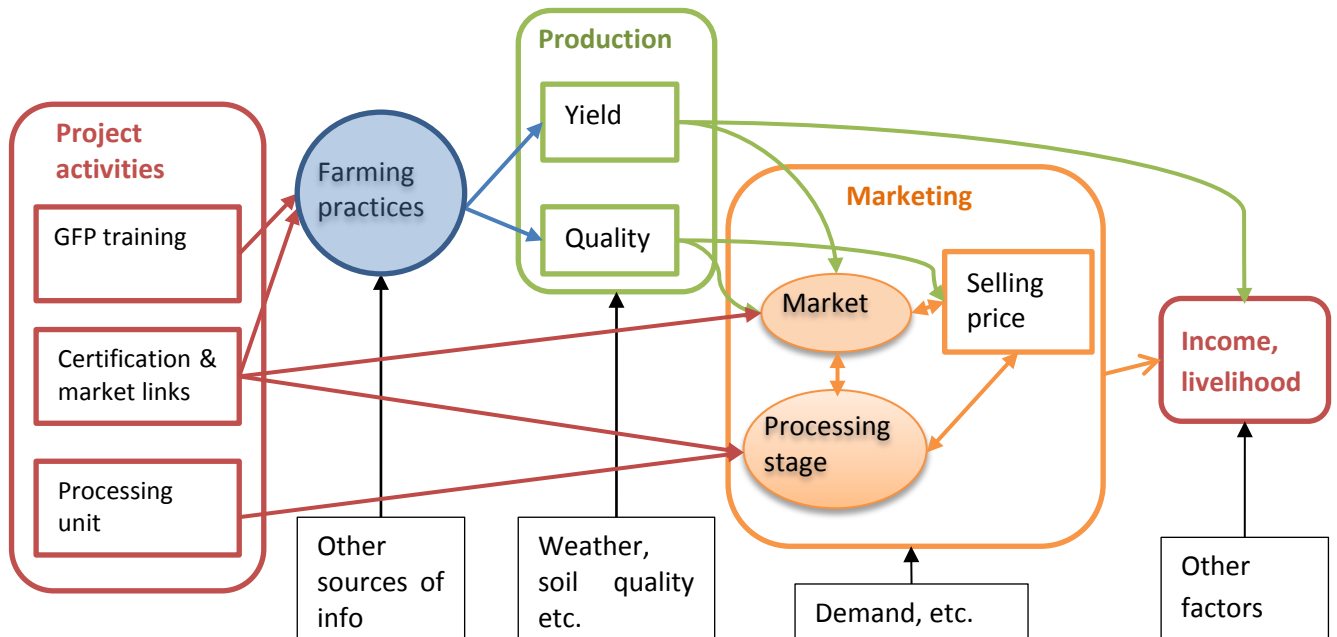 Project
activities
GFP training
Certification &
market links
Processing
unit
Farming
practices
Production
Yield
Quality
Marketing
Market
Selling
price
Processing
stage
Income,
livelihood
Other
sources of
info
Weather,
soil quality
etc.
Demand, etc.
Other
factors